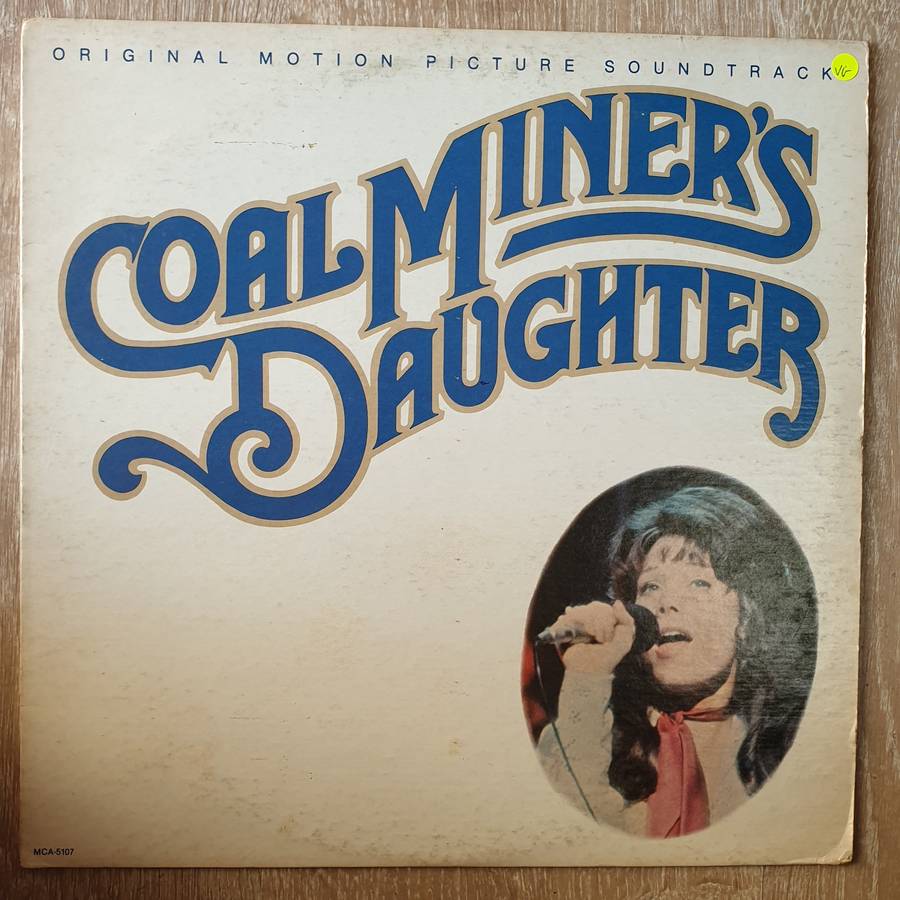 ORIGINAL MOTION PICTURE SOUNDTRACK
VG
COAL MINER'S
DAUGHTER
MCA-5107